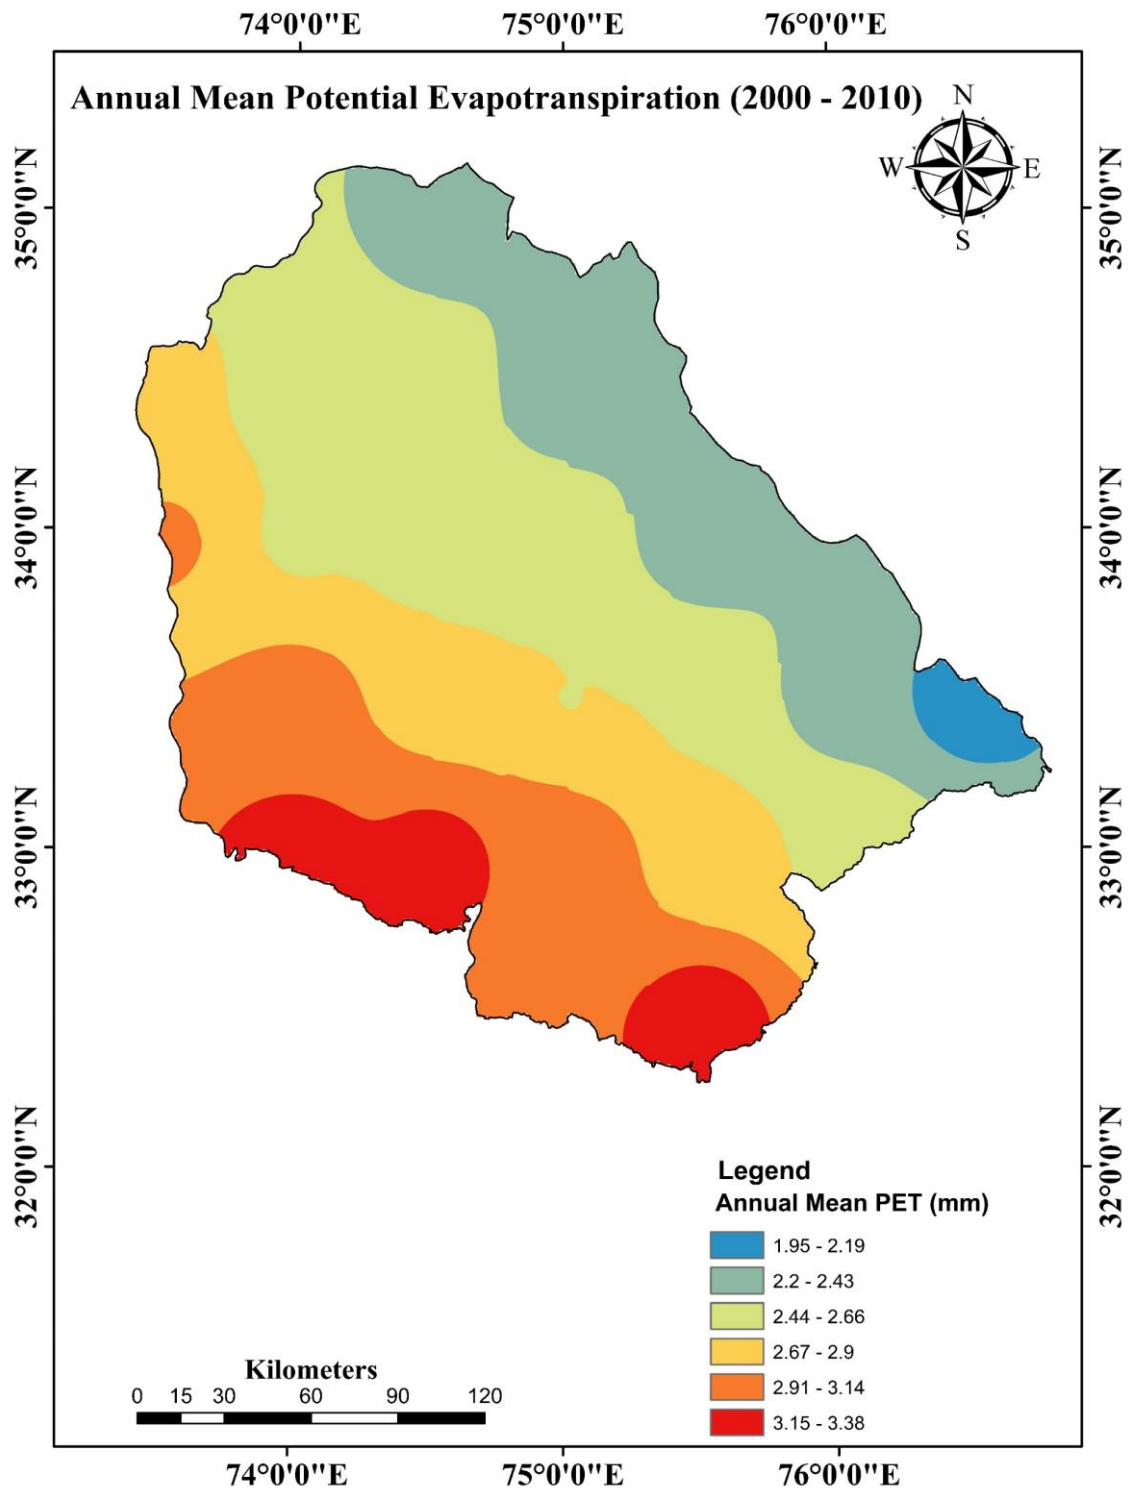 74°0'0"E 75°0'0"E 76°0'0"E
Annual Mean Potential Evapotranspiration (2000 - 2010)
N
W E
S
35°0'0"N 35°0'0"N
34°0'0"N 34°0'0"N
33°0'0"N 33°0'0"N
32°0'0"N 32°0'0"N
Legend
Annual Mean PET (mm)
1.95 - 2.19
2.2 - 2.43
2.44 - 2.66
2.67 - 2.9
2.91 - 3.14
3.15 - 3.38
Kilometers
0 15 30 60 90 120
74°0'0"E 75°0'0"E 76°0'0"E